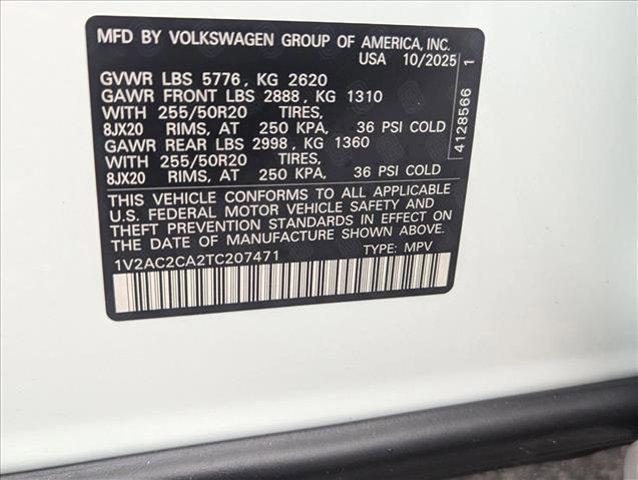 MFD BY VOLKSWAGEN GROUP OF AMERICA, INC.
USA 10/2025
GVWR LBS 5776, KG 2620
GAWR FRONT LBS 2888, KG 1310
WITH 255/50R20 TIRES,
8JX20 RIMS, AT 250 KPA, 36 PSI COLD
GAWR REAR LBS 2998, KG 1360
WITH 255/50R20 TIRES,
8JX20 RIMS, AT 250 KPA, 36 PSI COLD
THIS VEHICLE CONFORMS TO ALL APPLICABLE
U.S. FEDERAL MOTOR VEHICLE SAFETY AND
THEFT PREVENTION STANDARDS IN EFFECT ON
THE DATE OF MANUFACTURE SHOWN ABOVE.
1V2AC2CA2TC207471 TYPE: MPV
4128566 1